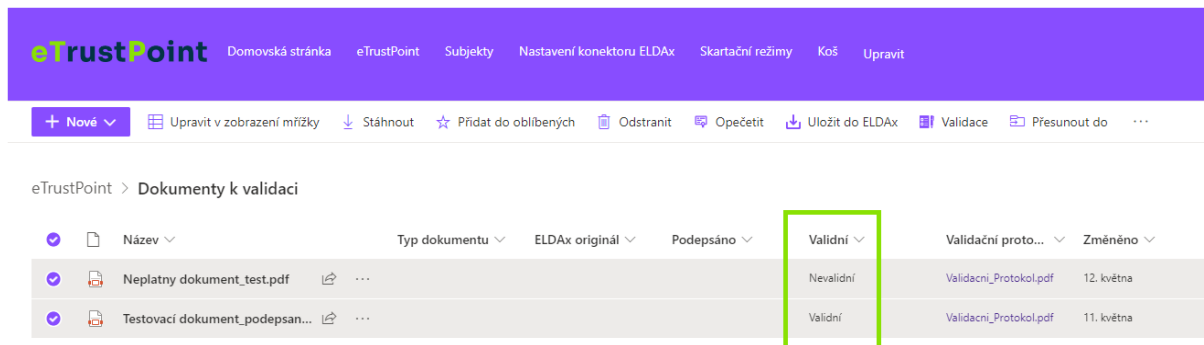 eTrustPoint Domovská stránka eTrustPoint Subjekty Nastavení konektoru ELDAx Skartační režimy Koš Upravit
Nové Upravit v zobrazení mřížky Stáhnout Přidat do oblíbených Odstranit Opečetit Uložit do ELDAx Validace Přesunout do ...
eTrustPoint > Dokumenty k validaci
Název Typ dokumentu ELDAx originál Podepsáno Validní Validační proto... Změněno
Neplatny dokument_test.pdf ... Nevalidní Validacni_Protokol.pdf 12. května
Testovací dokument_podepsan... ... Validní Validacni_Protokol.pdf 11. května